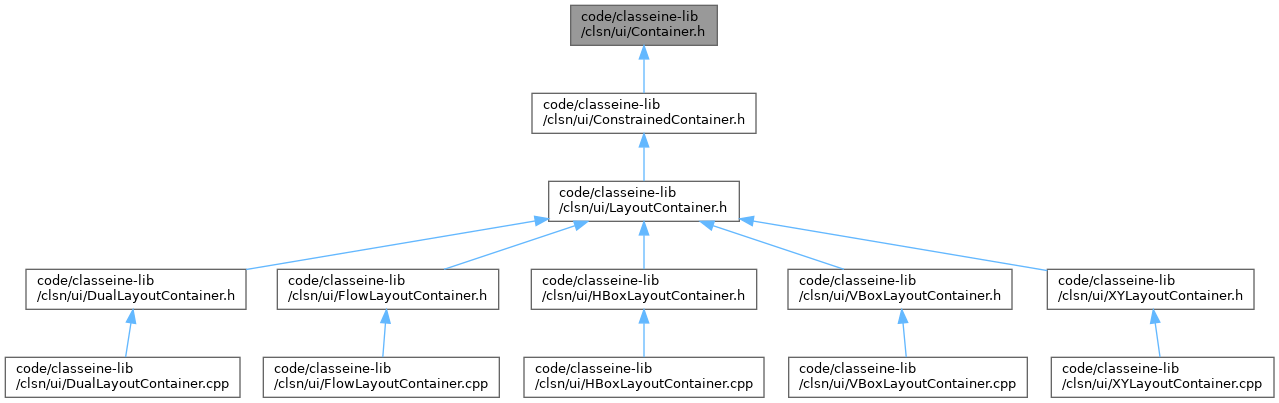 code/classeine-lib
/clsn/ui/Container.h
code/classeine-lib
/clsn/ui/ConstrainedContainer.h
code/classeine-lib
/clsn/ui/LayoutContainer.h
code/classeine-lib
/clsn/ui/DualLayoutContainer.h
code/classeine-lib
/clsn/ui/FlowLayoutContainer.h
code/classeine-lib
/clsn/ui/HBoxLayoutContainer.h
code/classeine-lib
/clsn/ui/VBoxLayoutContainer.h
code/classeine-lib
/clsn/ui/XYLayoutContainer.h
code/classeine-lib
/clsn/ui/DualLayoutContainer.cpp
code/classeine-lib
/clsn/ui/FlowLayoutContainer.cpp
code/classeine-lib
/clsn/ui/HBoxLayoutContainer.cpp
code/classeine-lib
/clsn/ui/VBoxLayoutContainer.cpp
code/classeine-lib
/clsn/ui/XYLayoutContainer.cpp